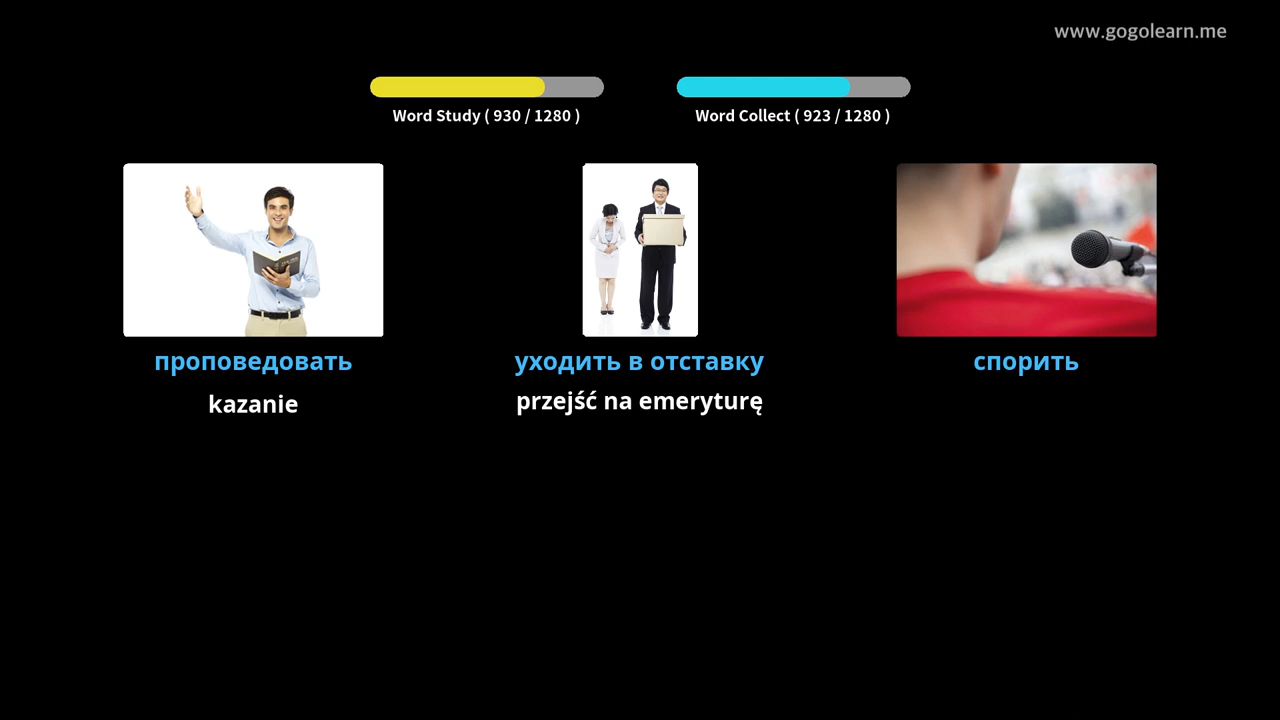 www.gogolearn.me
Word Study ( 930 / 1280 )
Word Collect ( 923 / 1280 )
проповедовать
уходить в отставку
спорить
kazanie
przejść na emeryturę